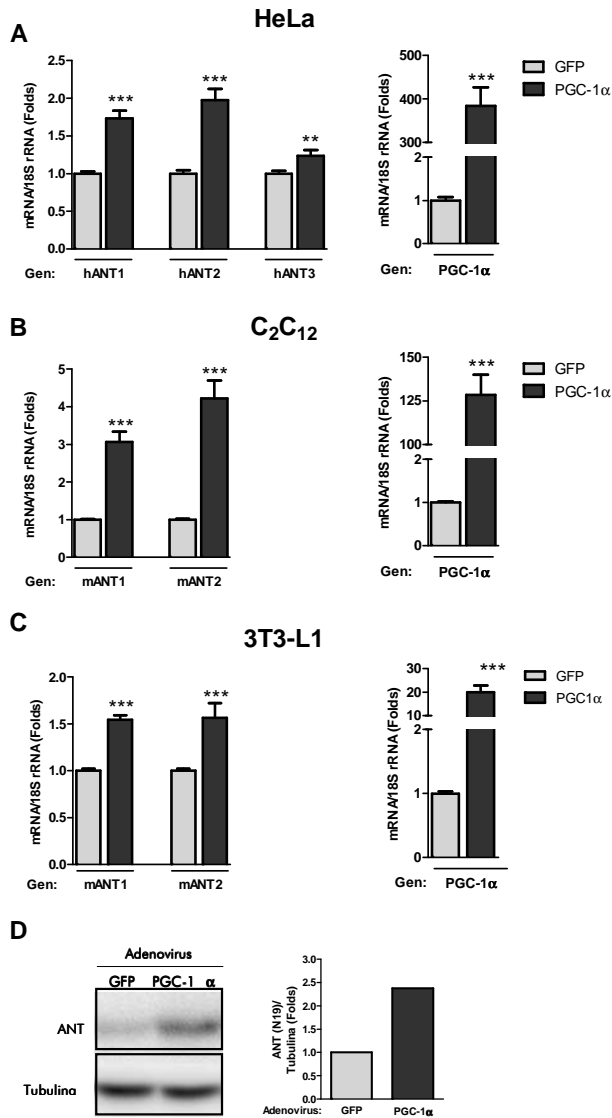 HeLa
A
mRNA/18S rRNA (Folds)
2.5
2.0
1.5
1.0
0.5
0.0
***
***
**
Gen: hANT1 hANT2 hANT3
mRNA/18S rRNA (Folds)
500
400
300
2
1
0
***
Gen: PGC-1α
GFP
PGC-1α
B
C₂C₁₂
mRNA/18S rRNA (Folds)
5
4
3
2
1
0
***
***
Gen: mANT1 mANT2
mRNA/18S rRNA (Folds)
150
125
100
2
1
0
***
Gen: PGC-1α
GFP
PGC-1α
C
3T3-L1
mRNA/18S rRNA (Folds)
2.0
1.5
1.0
0.5
0.0
***
***
Gen: mANT1 mANT2
mRNA/18S rRNA (Folds)
30
20
10
2
1
0
***
Gen: PGC-1α
GFP
PGC1α
D
Adenovirus
GFP PGC-1 α
ANT
Tubulina
ANT (N19)/
Tubulina (Folds)
3.0
2.5
2.0
1.5
1.0
0.5
0.0
Adenovirus: GFP PGC-1α